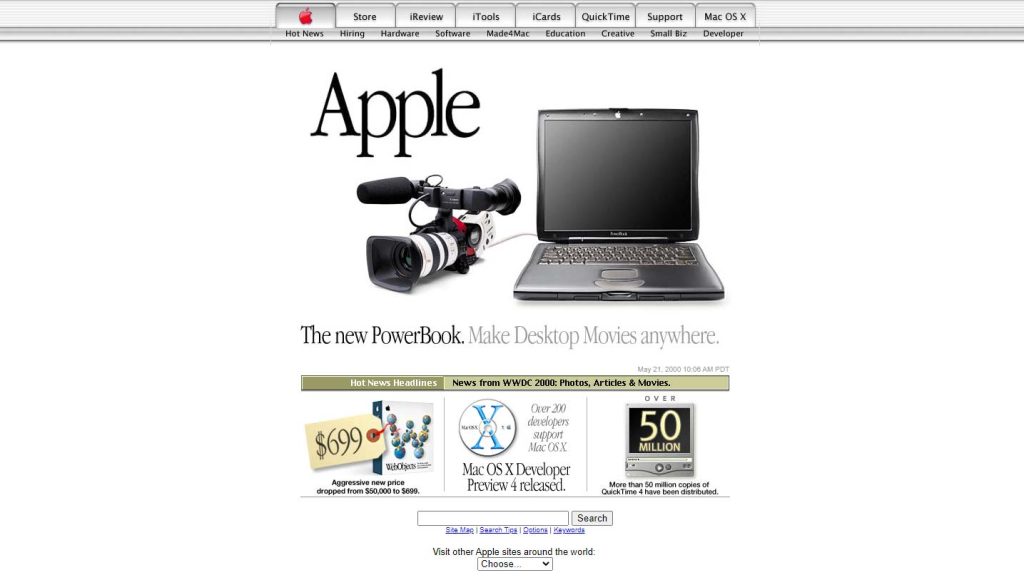 Store iReview iTools iCards QuickTime Support Mac OS X
Hot News Hiring Hardware Software Made4Mac Education Creative Small Biz Developer
Apple
PowerBook
The new PowerBook. Make Desktop Movies anywhere.
May 21, 2000 10:06 AM PDT
Hot News Headlines News from WWDC 2000: Photos, Articles & Movies.
$699
WebObjects
Aggressive new price
dropped from $50,000 to $699.
MacOS X
Over 200
developers
support
Mac OS X.
Mac OS X Developer
Preview 4 released.
OVER
50
MILLION
More than 50 million copies of
QuickTime 4 have been distributed.
Search
Site Map | Search Tips | Options | Keywords
Visit other Apple sites around the world:
Choose...